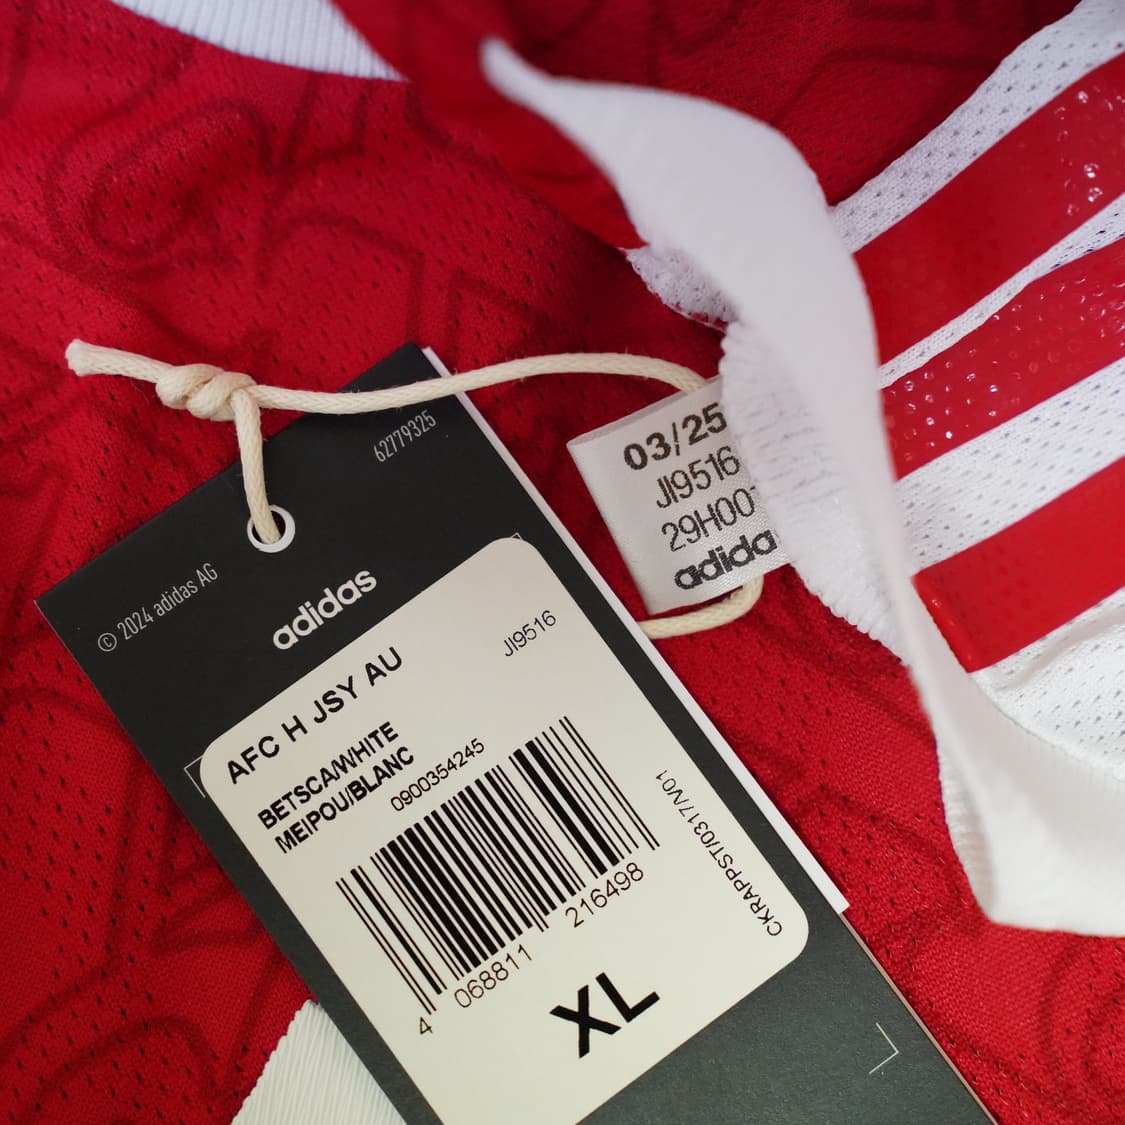 62779325
© 2024 adidas AG
adidas
AFC H JSY AU
JI9516
BETSCA/WHITE
MEIPOU/BLANC
0900354245
4 068811 216498
CKRAPPST/0317/V01
XL
03/25
JI9516
29H00
adidas